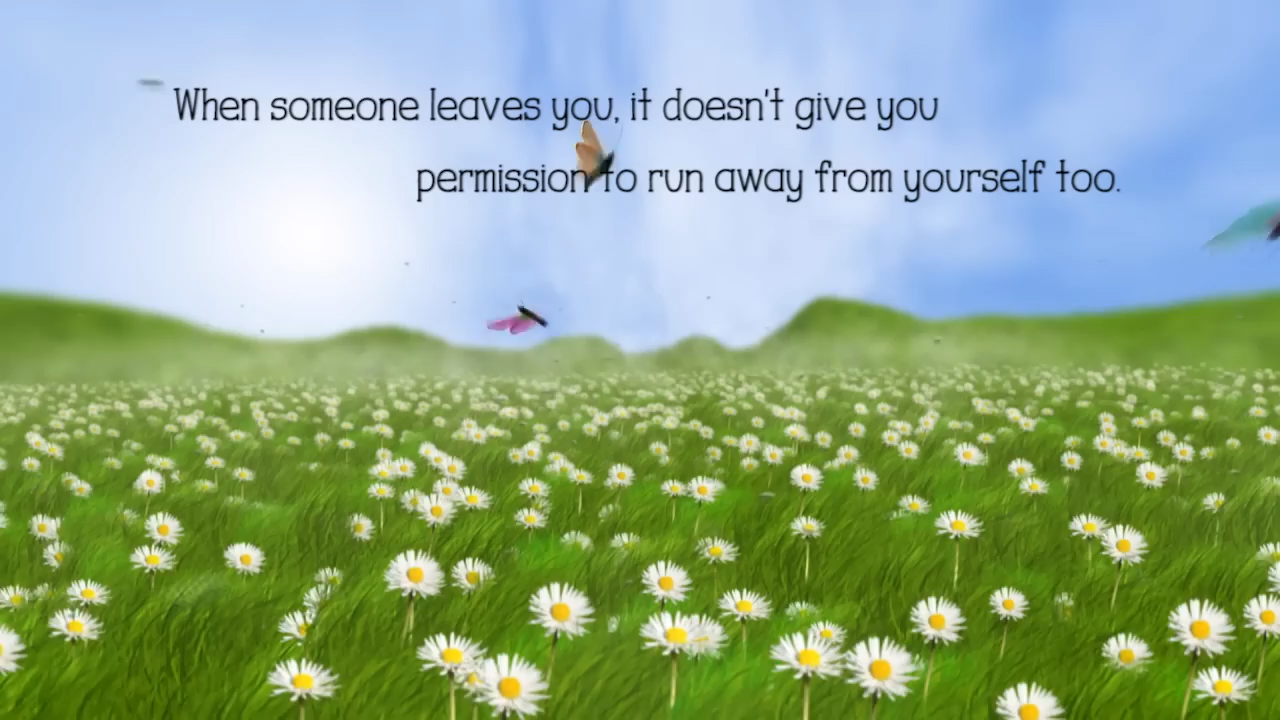 When someone leaves you, it doesn't give you
permission to run away from yourself too.